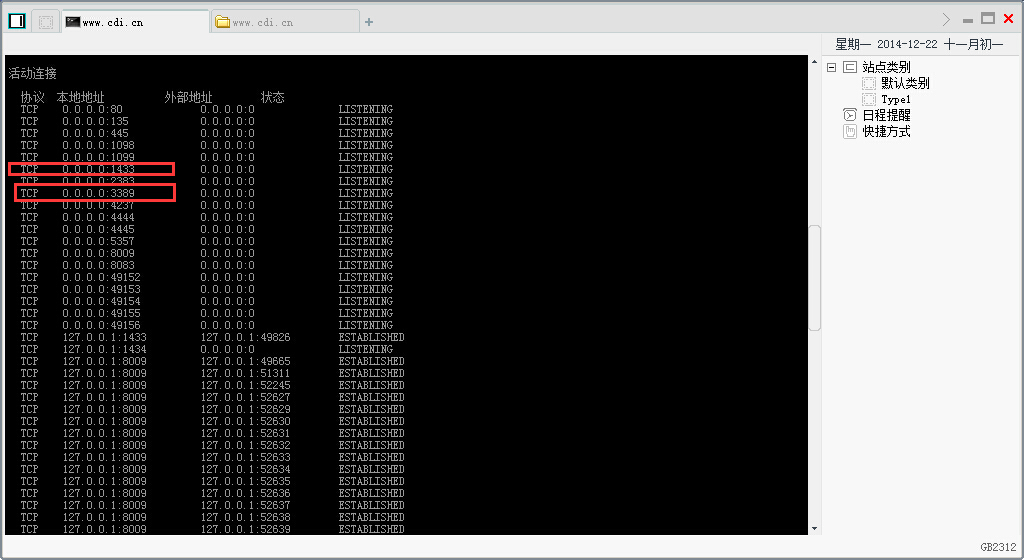 www.cdi.cn
www.cdi.cn
星期一 2014-12-22 十一月初一
站点类别
默认类别
Type1
日程提醒
快捷方式
活动连接
协议 本地地址 外部地址 状态
TCP 0.0.0.0:80 0.0.0.0:0 LISTENING
TCP 0.0.0.0:135 0.0.0.0:0 LISTENING
TCP 0.0.0.0:445 0.0.0.0:0 LISTENING
TCP 0.0.0.0:1098 0.0.0.0:0 LISTENING
TCP 0.0.0.0:1099 0.0.0.0:0 LISTENING
TCP 0.0.0.0:1433 0.0.0.0:0 LISTENING
TCP 0.0.0.0:2383 0.0.0.0:0 LISTENING
TCP 0.0.0.0:3389 0.0.0.0:0 LISTENING
TCP 0.0.0.0:4237 0.0.0.0:0 LISTENING
TCP 0.0.0.0:4444 0.0.0.0:0 LISTENING
TCP 0.0.0.0:4445 0.0.0.0:0 LISTENING
TCP 0.0.0.0:5357 0.0.0.0:0 LISTENING
TCP 0.0.0.0:8009 0.0.0.0:0 LISTENING
TCP 0.0.0.0:8083 0.0.0.0:0 LISTENING
TCP 0.0.0.0:49152 0.0.0.0:0 LISTENING
TCP 0.0.0.0:49153 0.0.0.0:0 LISTENING
TCP 0.0.0.0:49154 0.0.0.0:0 LISTENING
TCP 0.0.0.0:49155 0.0.0.0:0 LISTENING
TCP 0.0.0.0:49156 0.0.0.0:0 LISTENING
TCP 127.0.0.1:1433 127.0.0.1:49826 ESTABLISHED
TCP 127.0.0.1:1434 0.0.0.0:0 LISTENING
TCP 127.0.0.1:8009 127.0.0.1:49665 ESTABLISHED
TCP 127.0.0.1:8009 127.0.0.1:51311 ESTABLISHED
TCP 127.0.0.1:8009 127.0.0.1:52245 ESTABLISHED
TCP 127.0.0.1:8009 127.0.0.1:52627 ESTABLISHED
TCP 127.0.0.1:8009 127.0.0.1:52629 ESTABLISHED
TCP 127.0.0.1:8009 127.0.0.1:52630 ESTABLISHED
TCP 127.0.0.1:8009 127.0.0.1:52631 ESTABLISHED
TCP 127.0.0.1:8009 127.0.0.1:52632 ESTABLISHED
TCP 127.0.0.1:8009 127.0.0.1:52633 ESTABLISHED
TCP 127.0.0.1:8009 127.0.0.1:52634 ESTABLISHED
TCP 127.0.0.1:8009 127.0.0.1:52635 ESTABLISHED
TCP 127.0.0.1:8009 127.0.0.1:52636 ESTABLISHED
TCP 127.0.0.1:8009 127.0.0.1:52637 ESTABLISHED
TCP 127.0.0.1:8009 127.0.0.1:52638 ESTABLISHED
TCP 127.0.0.1:8009 127.0.0.1:52639 ESTABLISHED
GB2312